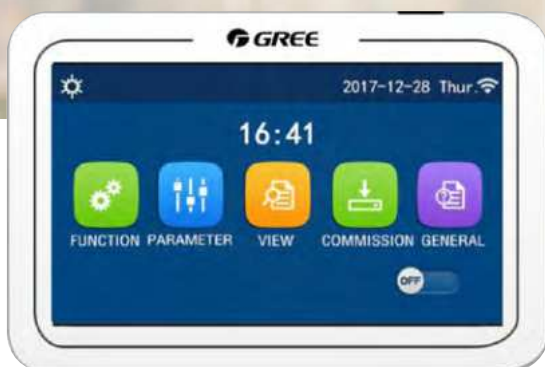 GREE
2017-12-28 Thur.
16:41
FUNCTION PARAMETER VIEW COMMISSION GENERAL
OFF